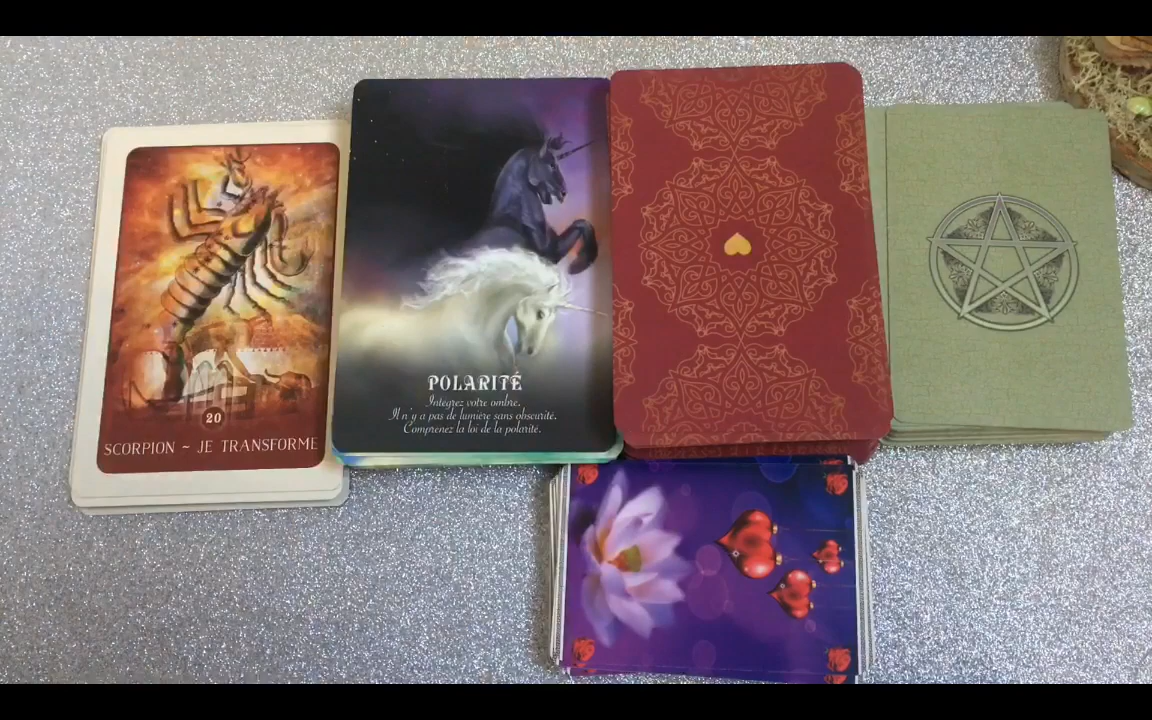 20
SCORPION ~ JE TRANSFORME
POLARITÉ
Intégrez votre ombre.
Il n'y a pas de lumière sans obscurité.
Comprenez la loi de la polarité.